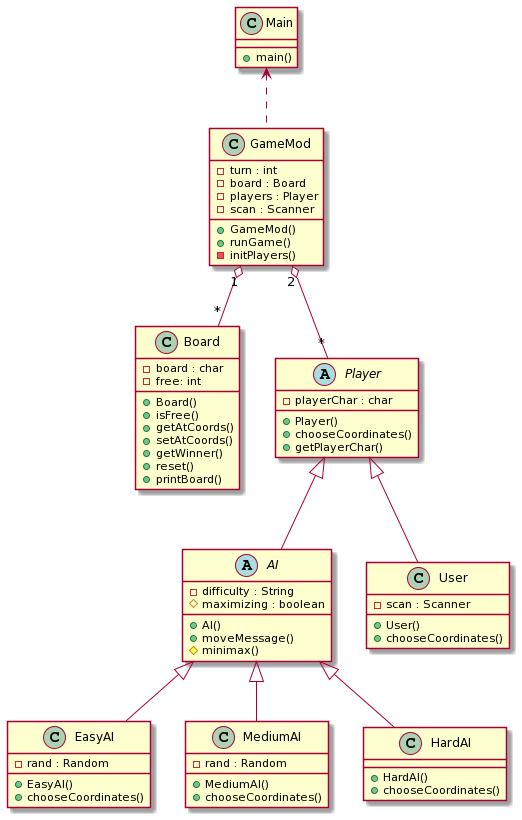 C Main
main()
C GameMod
turn : int
board : Board
players : Player
scan : Scanner
GameMod()
runGame()
initPlayers()
1
2
*
*
C Board
board : char
free: int
Board()
isFree()
getAtCoords()
setAtCoords()
getWinner()
reset()
printBoard()
A Player
playerChar : char
Player()
chooseCoordinates()
getPlayerChar()
A AI
difficulty : String
maximizing : boolean
AI()
moveMessage()
minimax()
C User
scan : Scanner
User()
chooseCoordinates()
C EasyAI
rand : Random
EasyAI()
chooseCoordinates()
C MediumAI
rand : Random
MediumAI()
chooseCoordinates()
C HardAI
HardAI()
chooseCoordinates()